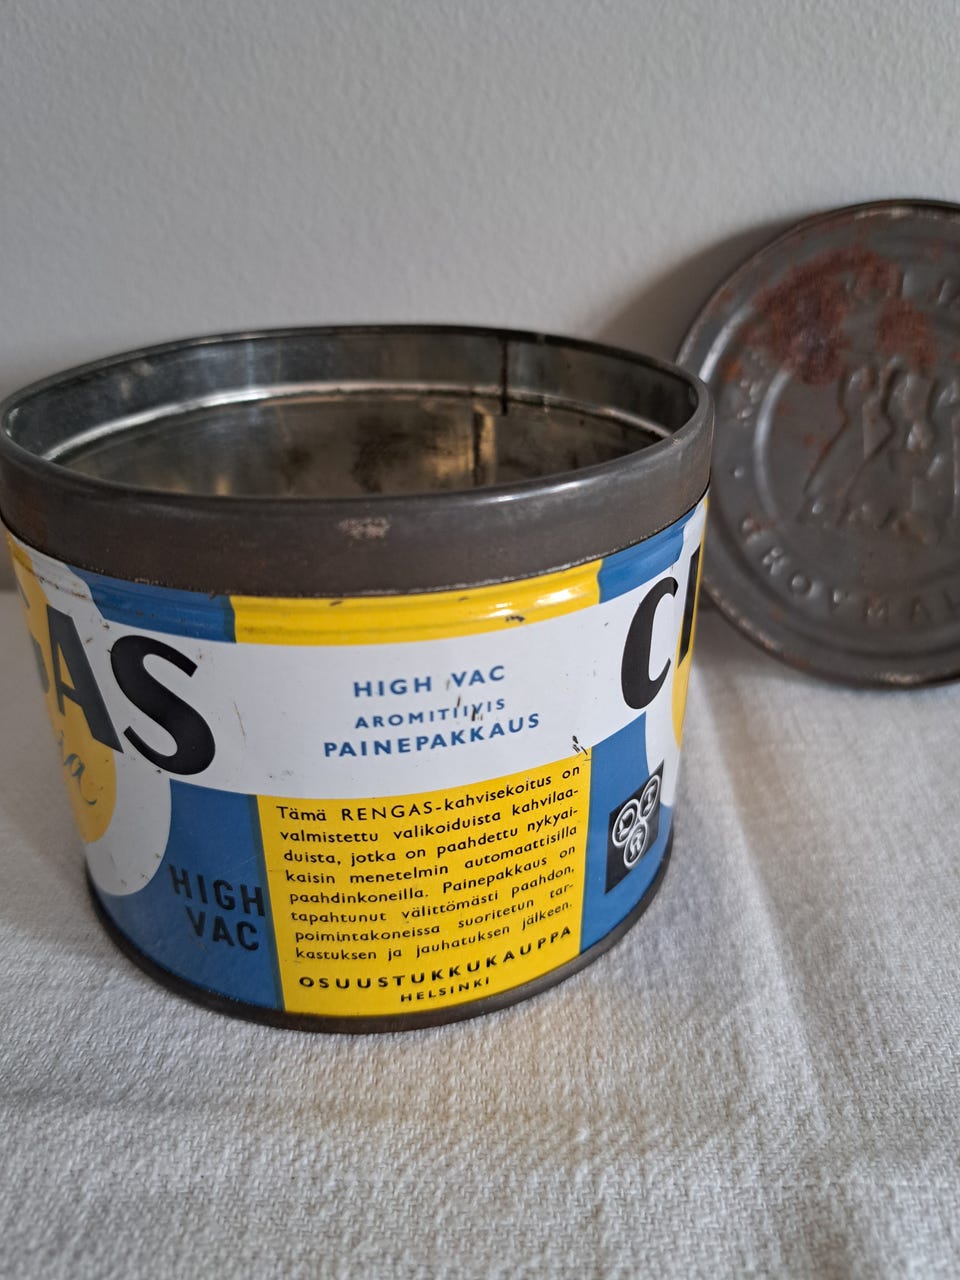 GAS
HIGH VAC
AROMITIIVIS
PAINEPAKKAUS
HIGH
VAC
Tämä RENGAS-kahvisekoitus on
valmistettu valikoiduista kahvilaa-
duista, jotka on paahdettu nykyai-
kaisin menetelmin automaattisilla
paahdinkoneilla. Painepakkaus on
tapahtunut välittömästi paahdon,
poimintakoneissa suoritetun tar-
kastuksen ja jauhatuksen jälkeen.
OSUUSTUKKUKAUPPA
HELSINKI